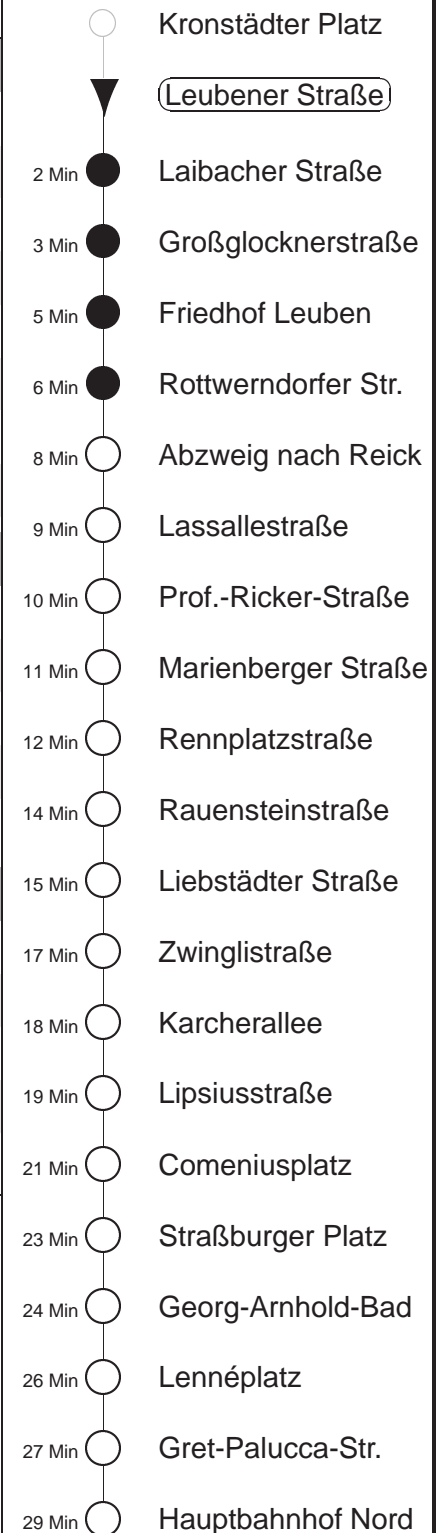 Kronstädter Platz
Leubener Straße
2 Min Laibacher Straße
3 Min Großglocknerstraße
5 Min Friedhof Leuben
6 Min Rottwerndorfer Str.
8 Min Abzweig nach Reick
9 Min Lassallestraße
10 Min Prof.-Ricker-Straße
11 Min Marienberger Straße
12 Min Rennplatzstraße
14 Min Rauensteinstraße
15 Min Liebstädter Straße
17 Min Zwinglistraße
18 Min Karcherallee
19 Min Lipsiusstraße
21 Min Comeniusplatz
23 Min Straßburger Platz
24 Min Georg-Arnhold-Bad
26 Min Lennéplatz
27 Min Gret-Palucca-Str.
29 Min Hauptbahnhof Nord